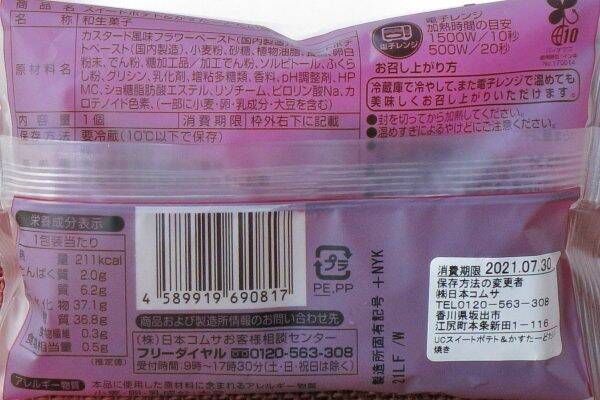 商品名 スイートポテト&カスタードどら焼き
名称 和生菓子
原材料名 カスタード風味フラワーペースト(国内製造)
ペースト(国内製造)、小麦粉、砂糖、植物油脂
粉末、でん粉、糖加工品/加工でん粉、ソルビトール、ふくら
し粉、グリシン、乳化剤、増粘多糖類、香料、pH調整剤、HP
MC、ショ糖脂肪酸エステル、リゾチーム、ピロリン酸Na、カ
ロテノイド色素、(一部に小麦・卵・乳成分・大豆を含む)
内容量 1個 消費期限 枠外右下に記載
保存方法 要冷蔵(10℃以下で保存)
電子レンジ
電子レンジ
加熱時間の目安
1500W/10秒
500W/20秒
お召し上がり方
冷蔵庫で冷やして、また電子レンジで温めても
美味しくお召し上がりいただけます。
●封を切ってから加熱してください。
●温めすぎによるやけどにご注意ください。
バイオマス
No.170014
栄養成分表示
1包装当たり
量 211kcal
たんぱく質 2.0g
質 6.2g
化物 37.1g
質 36.8g
0.3g
相当量 0.5g
(推定値)
4 589919 690817
プラ
PE,PP
製造所固有記号 +NYK
21LF /W
商品および製造所情報のお問い合わせ先
(株)日本コムサお客様相談センター
フリーダイヤル 0120-563-308
受付時間:9時~17時30分(土・日・祝日は除く)
アレルギー物質 本品に使用した原材料に含まれるアレルギー物質
消費期限 2021.07.30
保存方法の変更者
㈱日本コムサ
TEL0120-563-308
香川県坂出市
江尻町本条新田1-116
UCスイートポテト&かすたーどどら
焼き